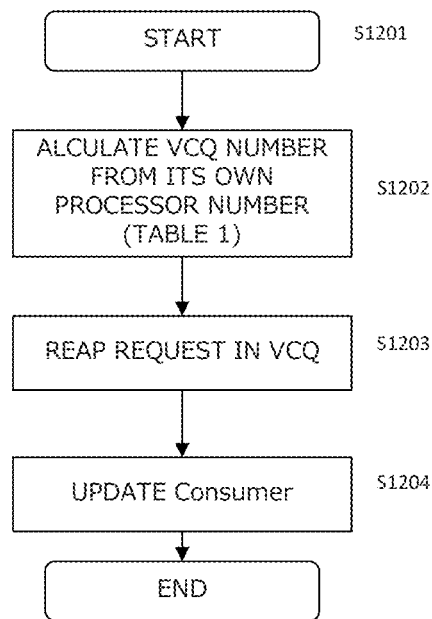 START
S1201
ALCULATE VCQ NUMBER
FROM ITS OWN
PROCESSOR NUMBER
(TABLE 1)
S1202
REAP REQUEST IN VCQ
S1203
UPDATE Consumer
S1204
END